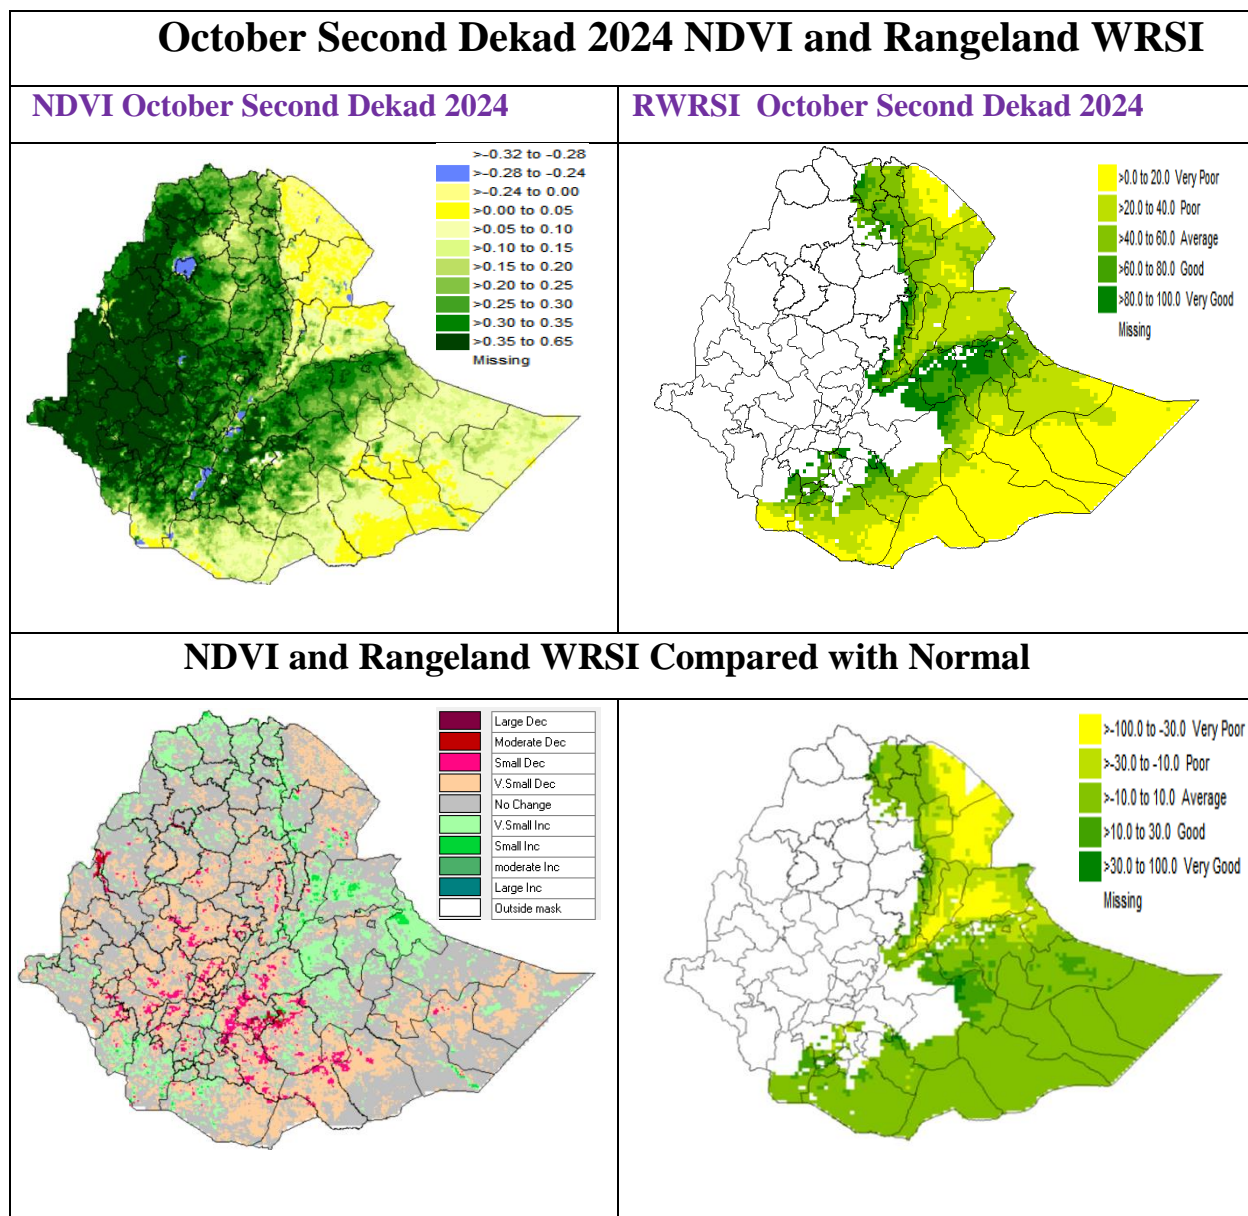 October Second Dekad 2024 NDVI and Rangeland WRSI
NDVI October Second Dekad 2024
RWRSI October Second Dekad 2024
>-0.32 to -0.28
>-0.28 to -0.24
>-0.24 to 0.00
>0.00 to 0.05
>0.05 to 0.10
>0.10 to 0.15
>0.15 to 0.20
>0.20 to 0.25
>0.25 to 0.30
>0.30 to 0.35
>0.35 to 0.65
Missing
>0.0 to 20.0 Very Poor
>20.0 to 40.0 Poor
>40.0 to 60.0 Average
>60.0 to 80.0 Good
>80.0 to 100.0 Very Good
Missing
NDVI and Rangeland WRSI Compared with Normal
Large Dec
Moderate Dec
Small Dec
V.Small Dec
No Change
V.Small Inc
Small Inc
moderate Inc
Large Inc
Outside mask
>-100.0 to -30.0 Very Poor
>-30.0 to -10.0 Poor
>-10.0 to 10.0 Average
>10.0 to 30.0 Good
>30.0 to 100.0 Very Good
Missing